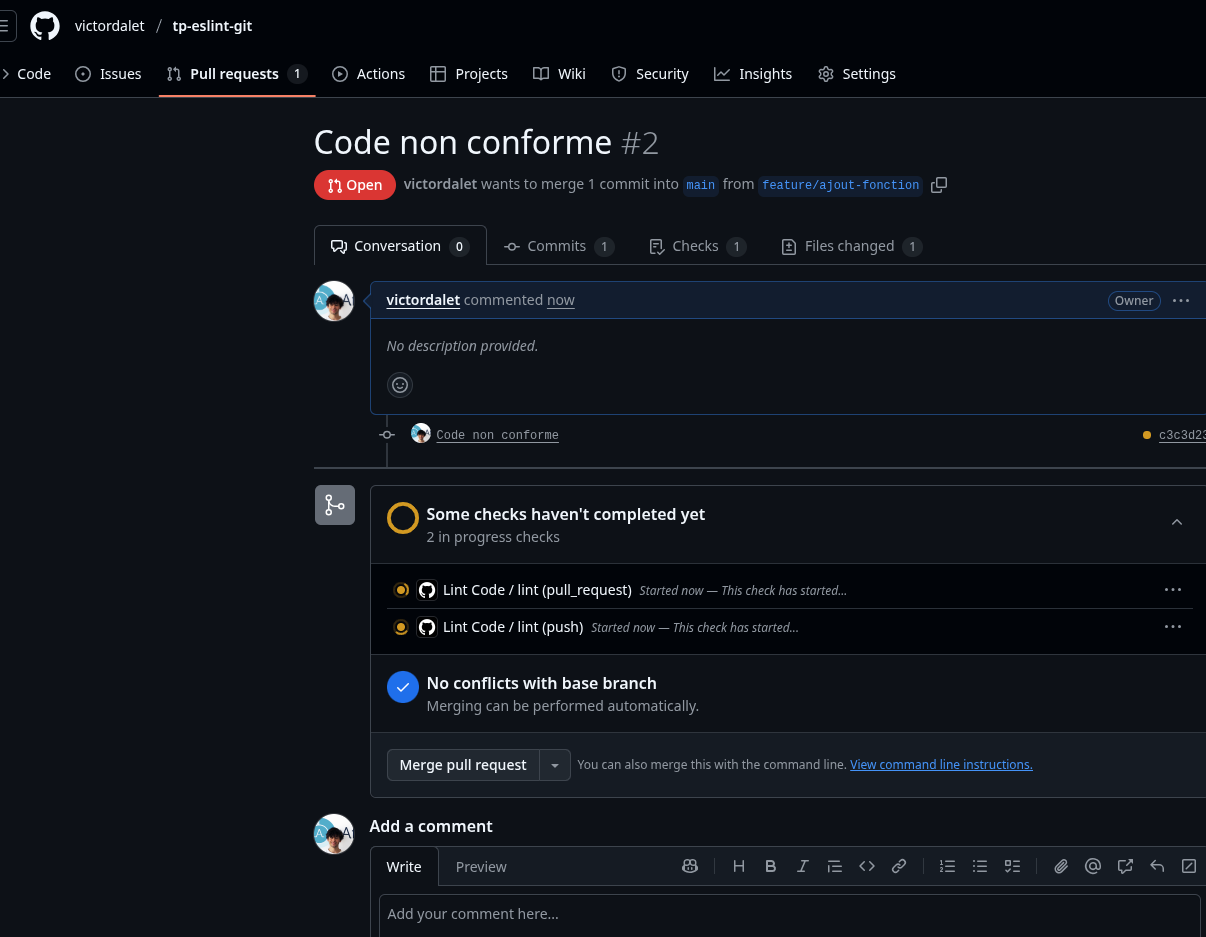 victordalet / tp-eslint-git
Code Issues Pull requests 1 Actions Projects Wiki Security Insights Settings
Code non conforme #2
Open victordalet wants to merge 1 commit into main from feature/ajout-fonction
Conversation 0 Commits 1 Checks 1 Files changed 1
victordalet commented now Owner
No description provided.
Code non conforme c3c3d23
Some checks haven't completed yet
2 in progress checks
Lint Code / lint (pull_request) Started now — This check has started...
Lint Code / lint (push) Started now — This check has started...
No conflicts with base branch
Merging can be performed automatically.
Merge pull request You can also merge this with the command line. View command line instructions.
Add a comment
Write Preview
Add your comment here...